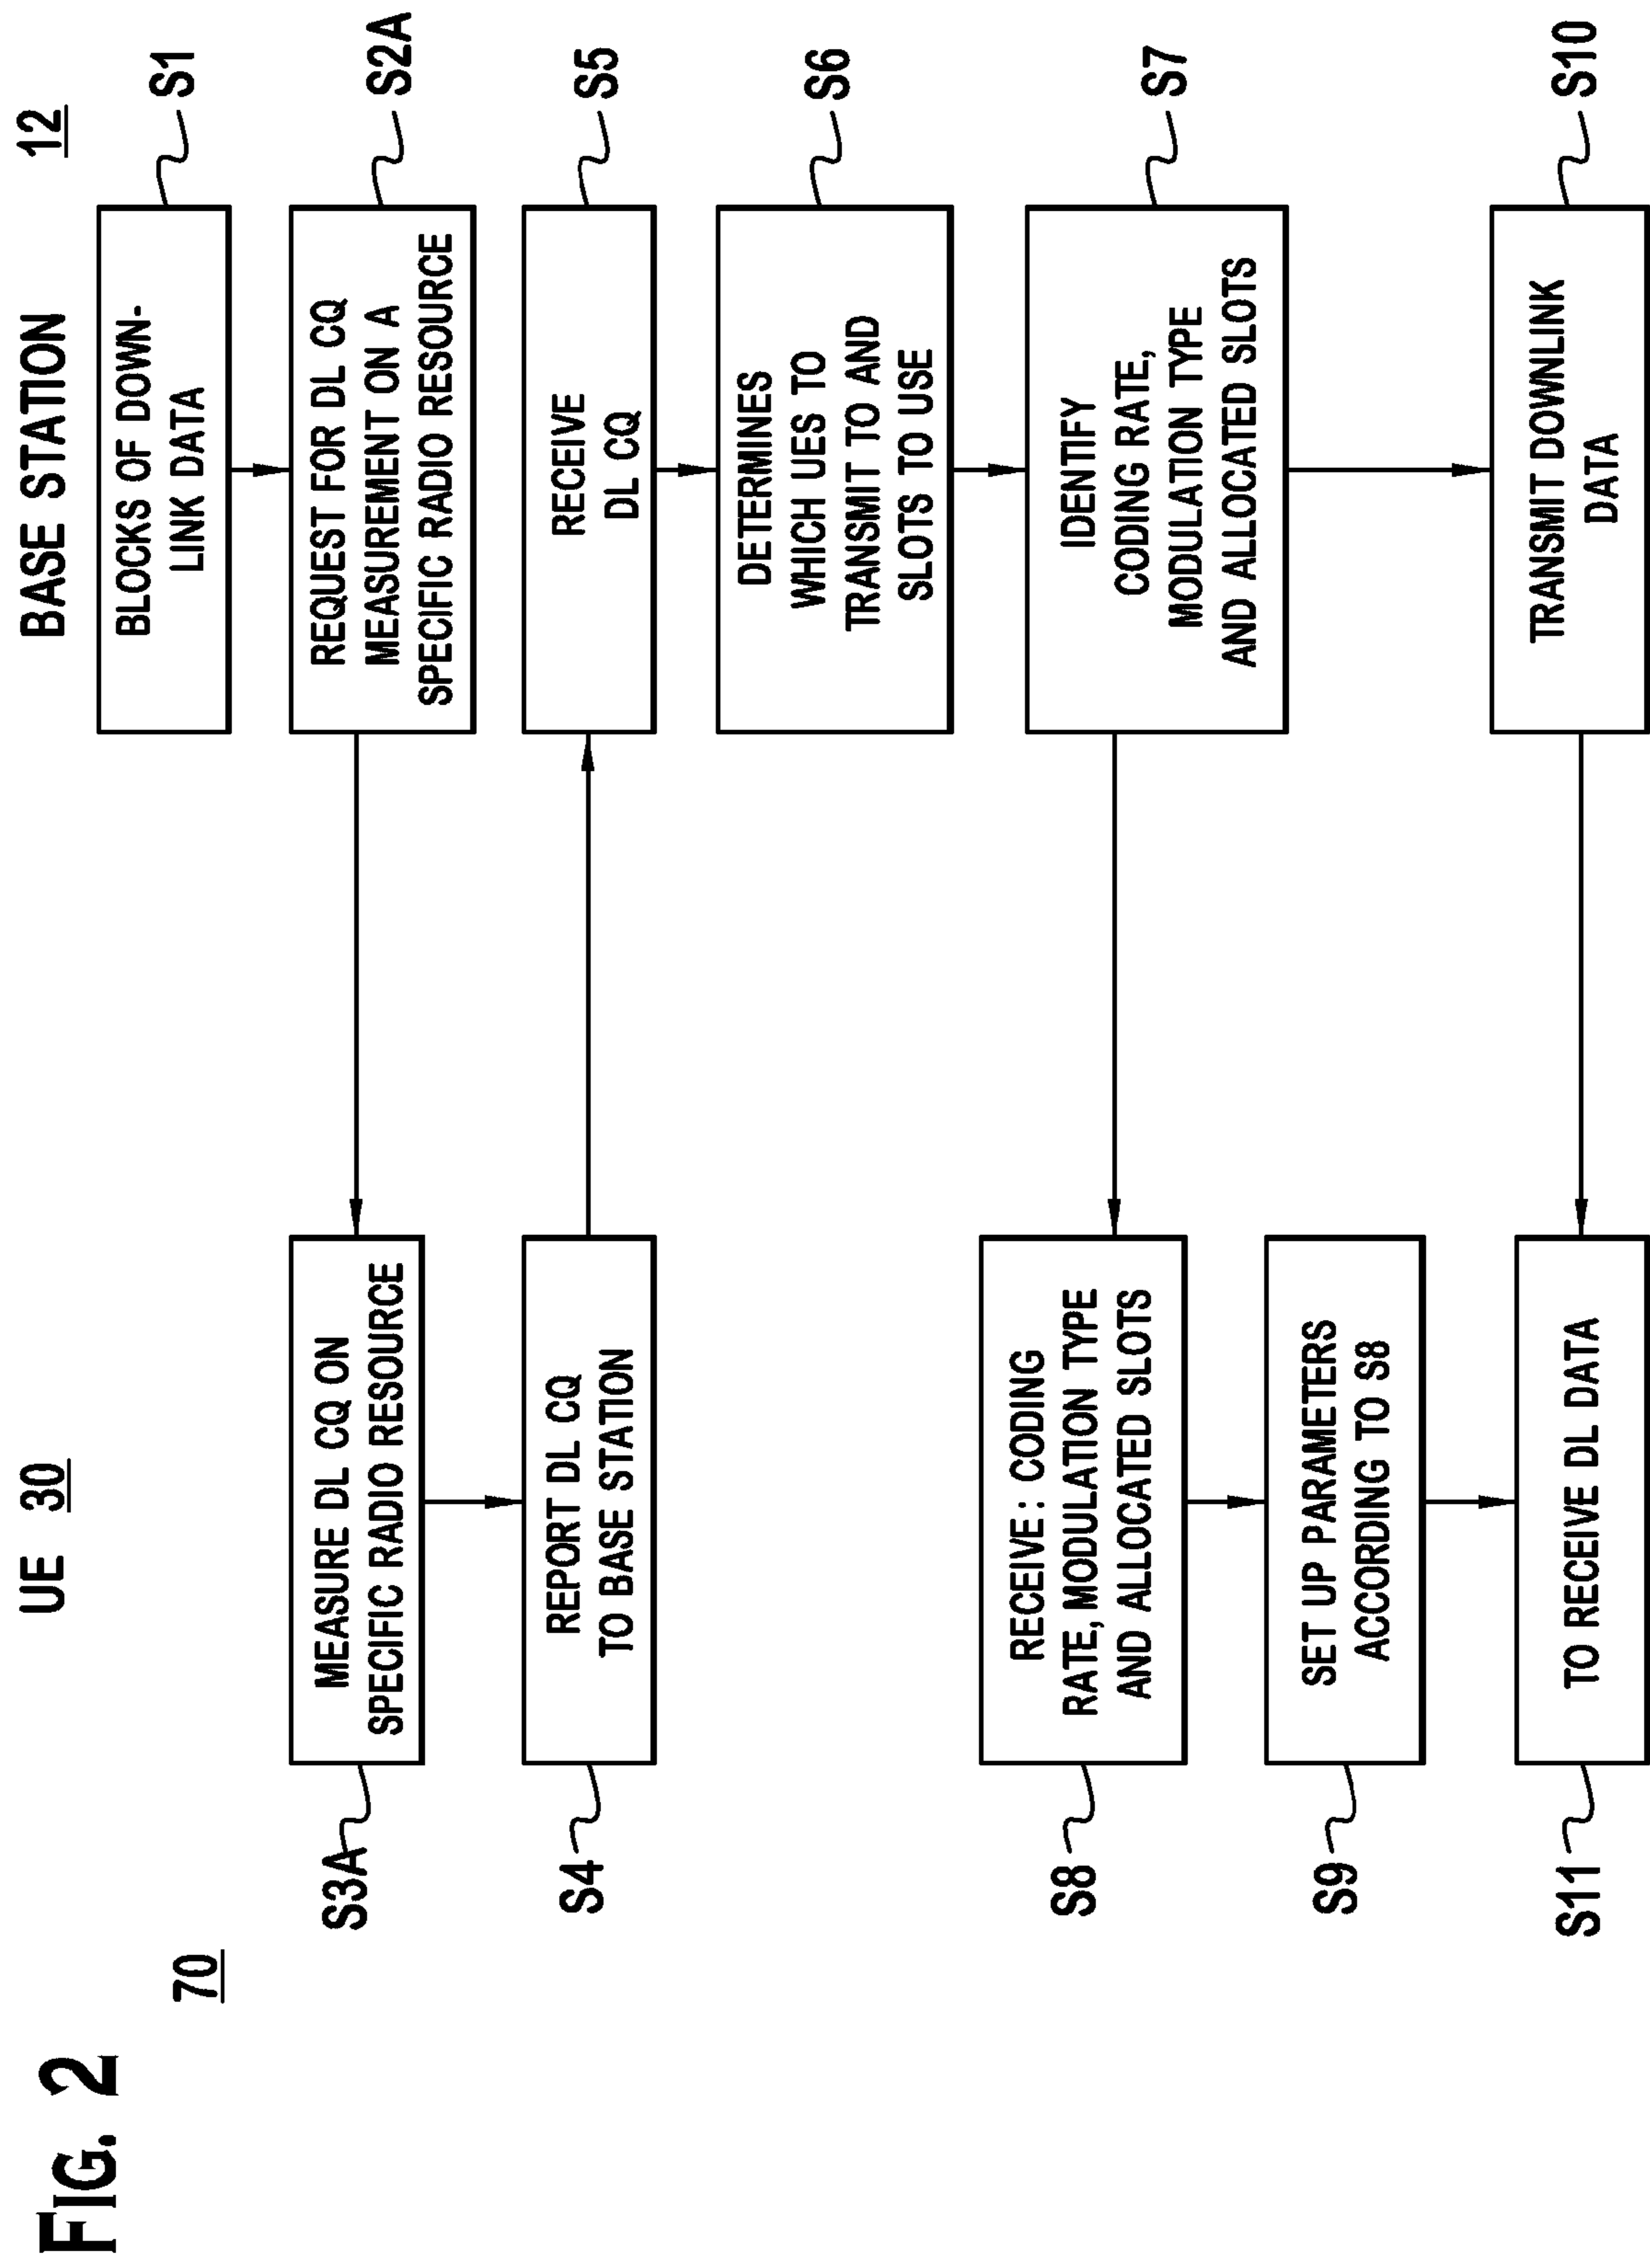 FIG. 2
70
UE 30
BASE STATION 12
BLOCKS OF DOWN-
LINK DATA
S1
S3A
MEASURE DL CQ ON
SPECIFIC RADIO RESOURCE
REQUEST FOR DL CQ
MEASUREMENT ON A
SPECIFIC RADIO RESOURCE
S2A
S4
REPORT DL CQ
TO BASE STATION
RECEIVE
DL CQ
S5
DETERMINES
WHICH UES TO
TRANSMIT TO AND
SLOTS TO USE
S6
S8
RECEIVE: CODING
RATE, MODULATION TYPE
AND ALLOCATED SLOTS
IDENTIFY
CODING RATE,
MODULATION TYPE
AND ALLOCATED SLOTS
S7
S9
SET UP PARAMETERS
ACCORDING TO S8
S11
TO RECEIVE DL DATA
TRANSMIT DOWNLINK
DATA
S10